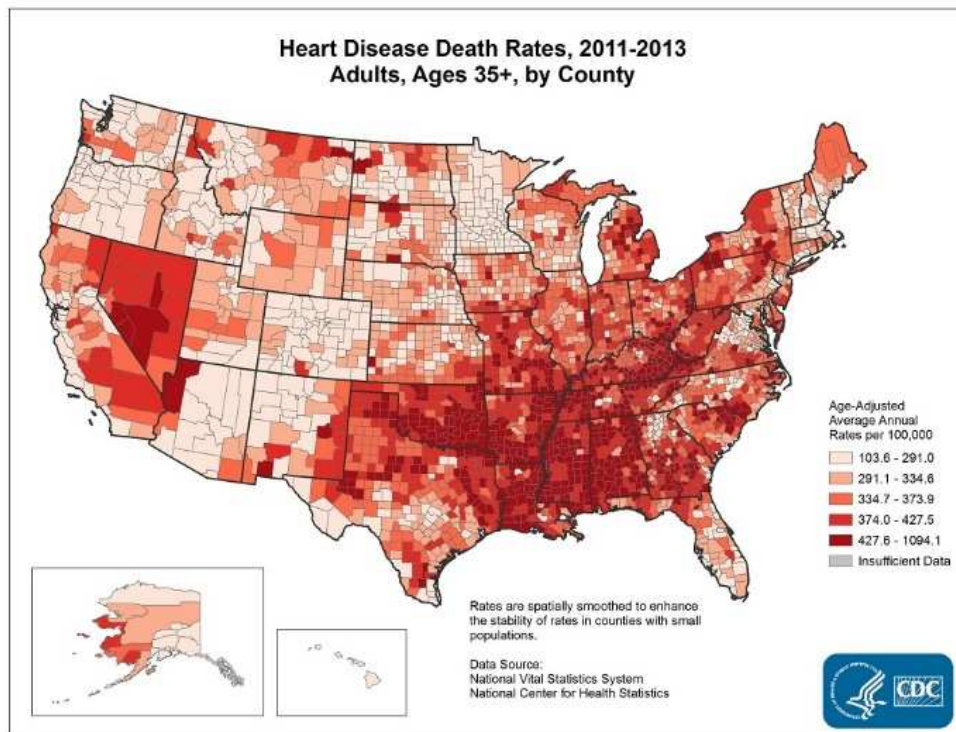 Heart Disease Death Rates, 2011-2013
Adults, Ages 35+, by County
Age-Adjusted
Average Annual
Rates per 100,000
103.6 - 291.0
291.1 - 334.6
334.7 - 373.9
374.0 - 427.5
427.6 - 1094.1
Insufficient Data
Rates are spatially smoothed to enhance
the stability of rates in counties with small
populations.
Data Source:
National Vital Statistics System
National Center for Health Statistics
CDC